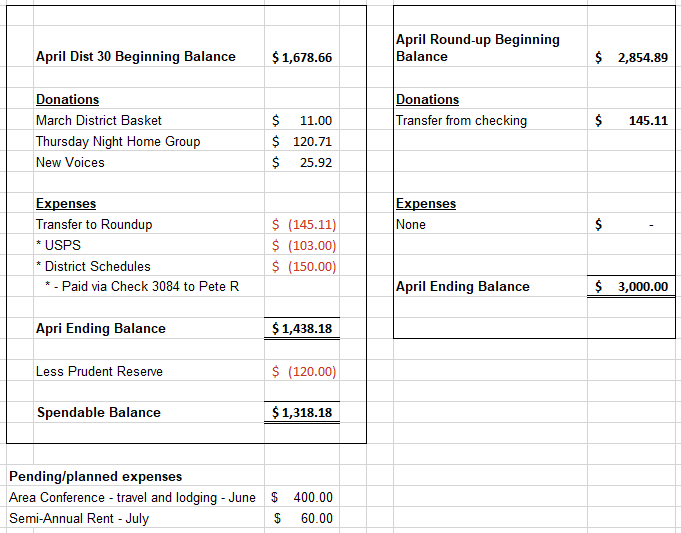 April Dist 30 Beginning Balance $ 1,678.66
Donations
March District Basket $ 11.00
Thursday Night Home Group $ 120.71
New Voices $ 25.92
Expenses
Transfer to Roundup $ (145.11)
* USPS $ (103.00)
* District Schedules $ (150.00)
* - Paid via Check 3084 to Pete R
Apri Ending Balance $ 1,438.18
Less Prudent Reserve $ (120.00)
Spendable Balance $ 1,318.18
April Round-up Beginning
Balance $ 2,854.89
Donations
Transfer from checking $ 145.11
Expenses
None $ -
April Ending Balance $ 3,000.00
Pending/planned expenses
Area Conference - travel and lodging - June $ 400.00
Semi-Annual Rent - July $ 60.00